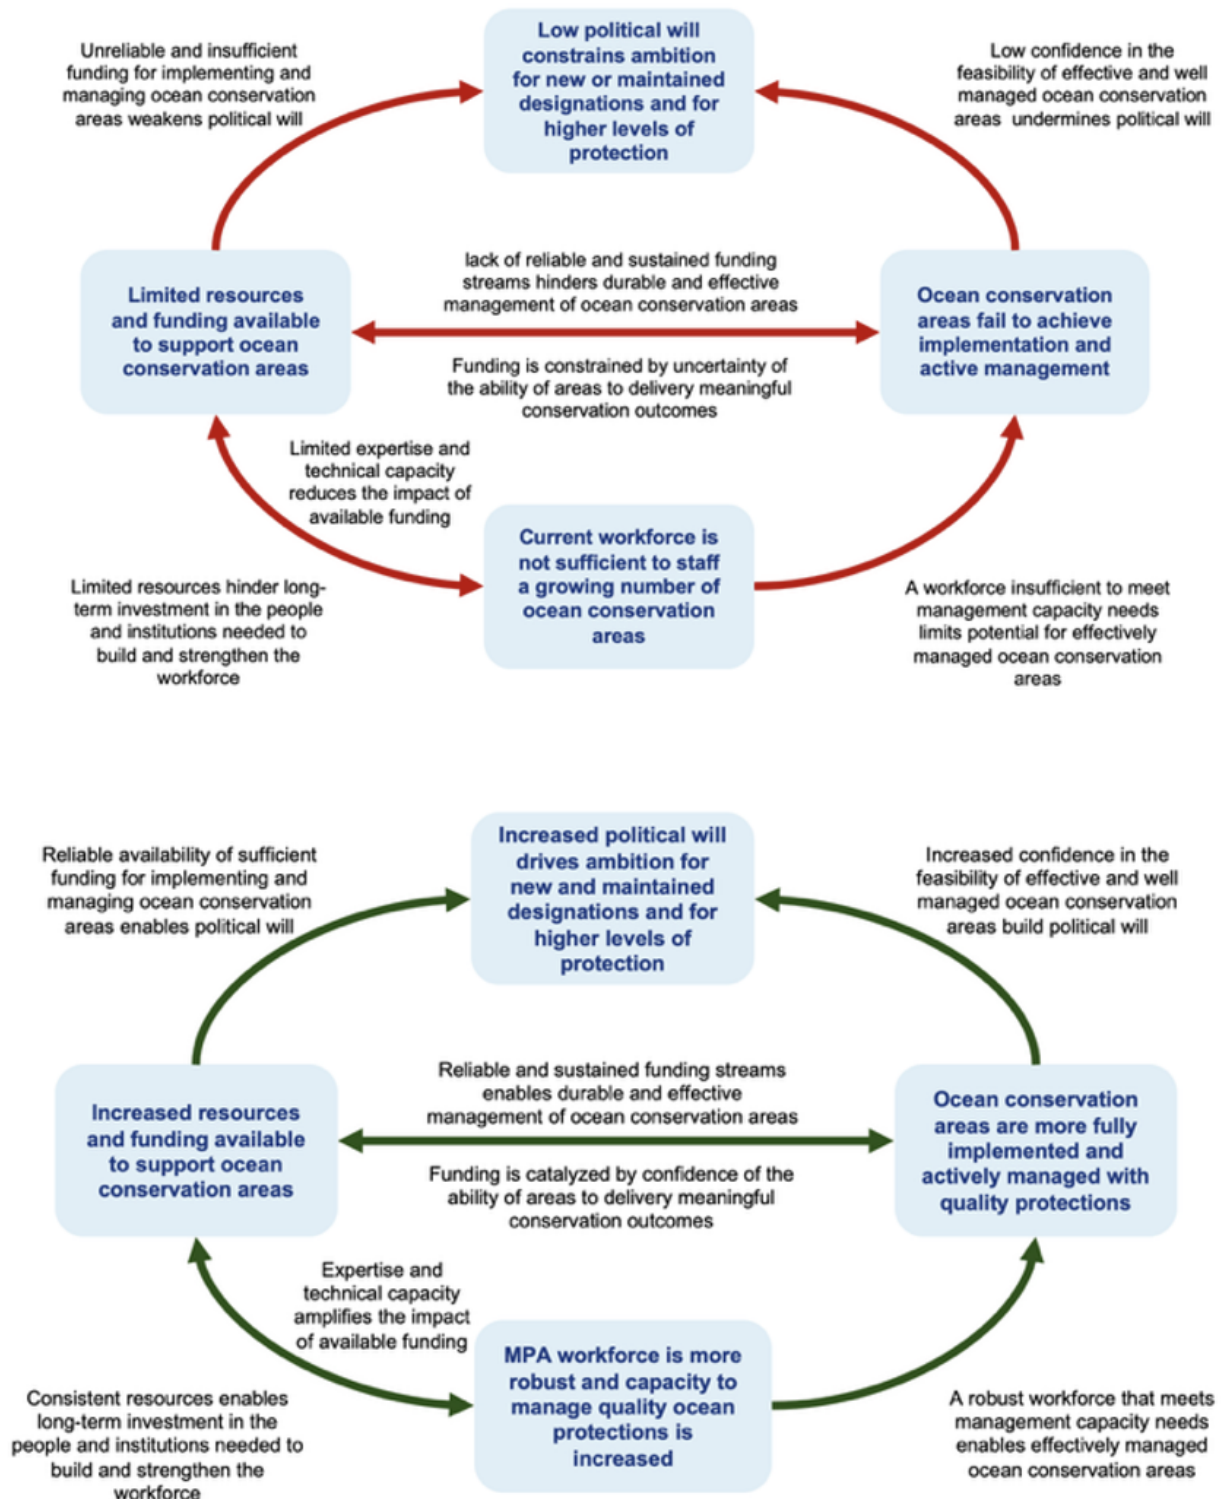 Low political will
constrains ambition
for new or maintained
designations and for
higher levels of
protection
Unreliable and insufficient
funding for implementing and
managing ocean conservation
areas weakens political will
Low confidence in the
feasibility of effective and well
managed ocean conservation
areas undermines political will
Limited resources
and funding available
to support ocean
conservation areas
lack of reliable and sustained funding
streams hinders durable and effective
management of ocean conservation areas
Funding is constrained by uncertainty of
the ability of areas to delivery meaningful
conservation outcomes
Ocean conservation
areas fail to achieve
implementation and
active management
Limited expertise and
technical capacity
reduces the impact of
available funding
Limited resources hinder long-
term investment in the people
and institutions needed to
build and strengthen the
workforce
Current workforce is
not sufficient to staff
a growing number of
ocean conservation
areas
A workforce insufficient to meet
management capacity needs
limits potential for effectively
managed ocean conservation
areas
Increased political will
drives ambition for
new and maintained
designations and for
higher levels of
protection
Reliable availability of sufficient
funding for implementing and
managing ocean conservation
areas enables political will
Increased confidence in the
feasibility of effective and well
managed ocean conservation
areas build political will
Increased resources
and funding available
to support ocean
conservation areas
Reliable and sustained funding streams
enables durable and effective
management of ocean conservation areas
Funding is catalyzed by confidence of the
ability of areas to delivery meaningful
conservation outcomes
Ocean conservation
areas are more fully
implemented and
actively managed with
quality protections
Expertise and
technical capacity
amplifies the impact
of available funding
Consistent resources enables
long-term investment in the
people and institutions needed to
build and strengthen the
workforce
MPA workforce is more
robust and capacity to
manage quality ocean
protections is
increased
A robust workforce that meets
management capacity needs
enables effectively managed
ocean conservation areas